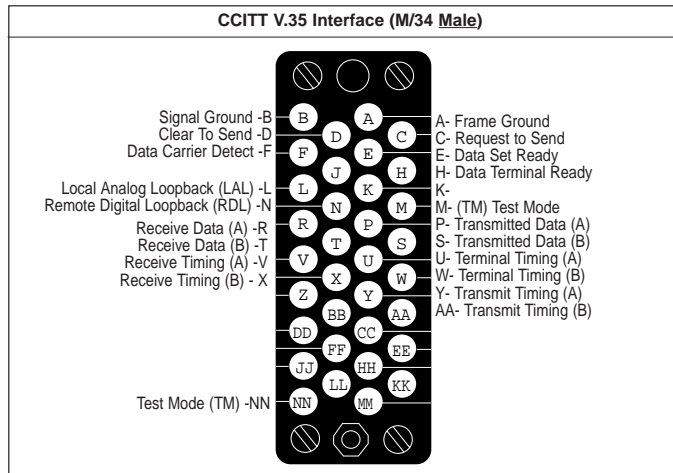 CCITT V.35 Interface (M/34 Male)
Signal Ground -B
Clear To Send -D
Data Carrier Detect -F
Local Analog Loopback (LAL) -L
Remote Digital Loopback (RDL) -N
Receive Data (A) -R
Receive Data (B) -T
Receive Timing (A) -V
Receive Timing (B) - X
Test Mode (TM) -NN
B A
D C
F E
J H
L K
N M
R P
T S
V U
X W
Z Y
BB AA
DD CC
FF EE
JJ HH
LL KK
NN MM
A- Frame Ground
C- Request to Send
E- Data Set Ready
H- Data Terminal Ready
K-
M- (TM) Test Mode
P- Transmitted Data (A)
S- Transmitted Data (B)
U- Terminal Timing (A)
W- Terminal Timing (B)
Y- Transmit Timing (A)
AA- Transmit Timing (B)